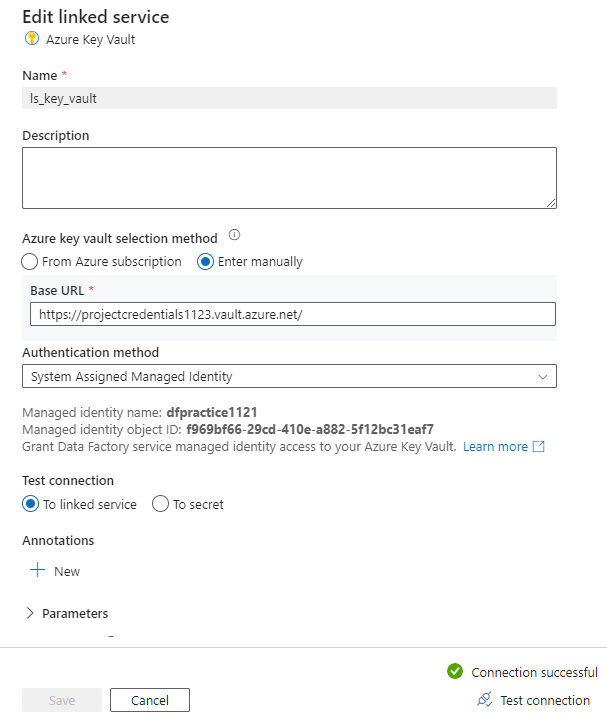 Edit linked service
Azure Key Vault
Name *
ls_key_vault
Description
Azure key vault selection method
From Azure subscription Enter manually
Base URL *
https://projectcredentials1123.vault.azure.net/
Authentication method
System Assigned Managed Identity
Managed identity name: dfpractice1121
Managed identity object ID: f969bf66-29cd-410e-a882-5f12bc31eaf7
Grant Data Factory service managed identity access to your Azure Key Vault. Learn more
Test connection
To linked service To secret
Annotations
New
Parameters
Connection successful
Save Cancel Test connection